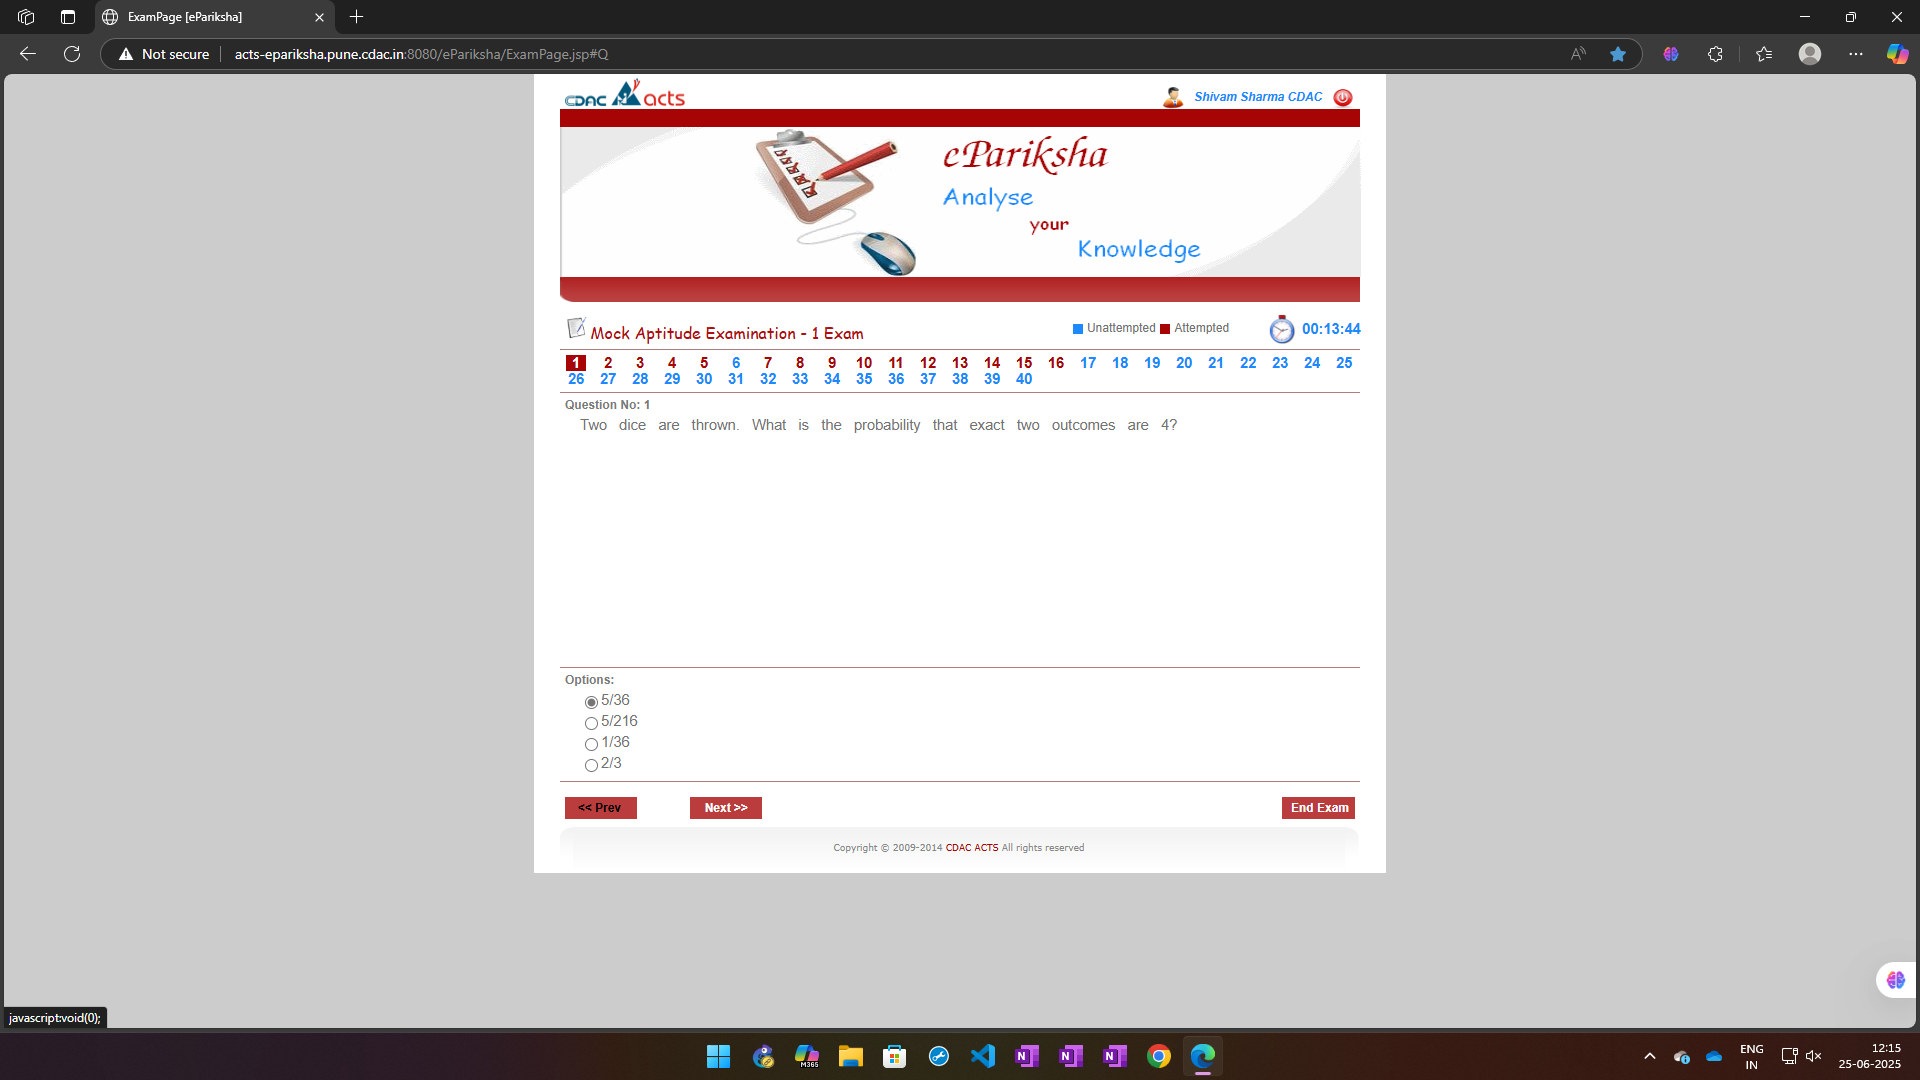 ExamPage [ePariksha]
Not secure
acts-epariksha.pune.cdac.in:8080/ePariksha/ExamPage.jsp#Q
CDAC acts
Shivam Sharma CDAC
ePariksha
Analyse
your
Knowledge
Mock Aptitude Examination - 1 Exam
Unattempted Attempted
00:13:44
1 2 3 4 5 6 7 8 9 10 11 12 13 14 15 16 17 18 19 20 21 22 23 24 25
26 27 28 29 30 31 32 33 34 35 36 37 38 39 40
Question No: 1
Two dice are thrown. What is the probability that exact two outcomes are 4?
Options:
5/36
5/216
1/36
2/3
<< Prev
Next >>
End Exam
Copyright © 2009-2014 CDAC ACTS All rights reserved
javascript:void(0);
M365
N
N
N
ENG
IN
12:15
25-06-2025